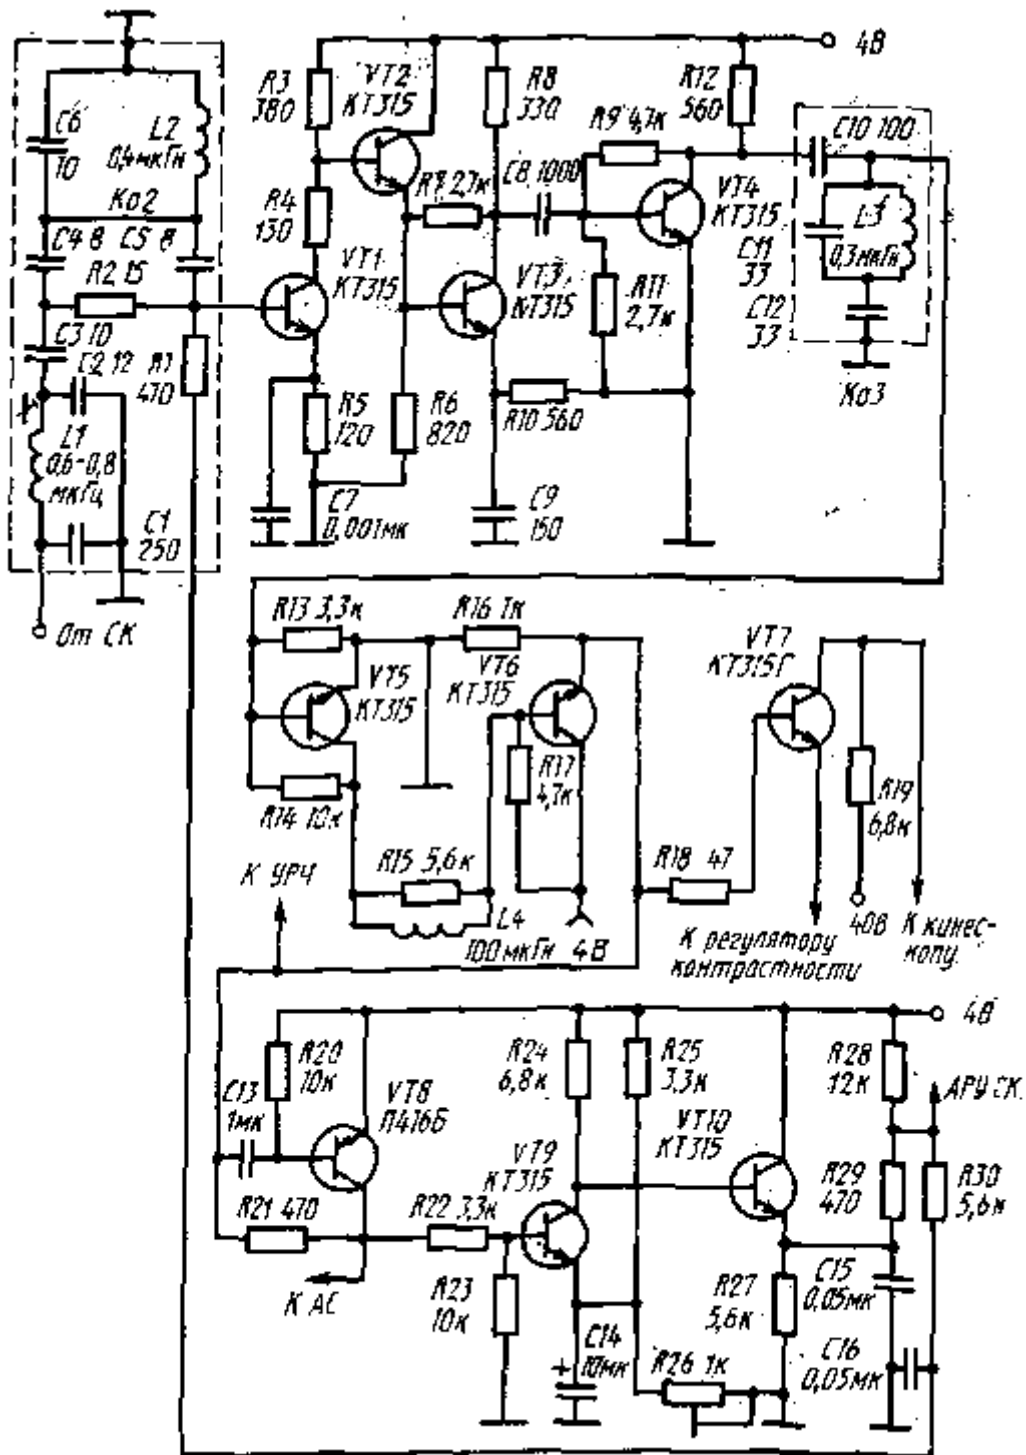 4В
R3
380
VT2
КТ315
R8
330
R12
560
C6
10
L2
0,4мкГн
R9 4,7к
C10 100
Ко2
R4
130
R7 2,7к
C8 1000
VT4
КТ315
L3
0,3мкГн
C4 8
C5 8
R2 15
VT1
КТ315
VT3
КТ315
R11
2,7к
C11
33
C12
33
C3 10
C2 12
R1
470
R5
120
R6
820
R10 560
Ко3
L1
0,6-0,8
мкГц
C1
250
C7
0,001мк
C9
150
От СК
R13 3,3к
R16 1к
VT7
КТ315Г
VT5
КТ315
VT6
КТ315
R17
4,7к
R19
6,8к
R14 10к
R15 5,6к
R18 47
К УРЧ
L4
100мкГн
4В
К регулятору
контрастности
40В
К кинес-
копу
4В
R20
10к
R24
6,8к
R25
3,3к
R28
12к
АРУ СК
C13
1мк
VT8
П416Б
VT9
КТ315
VT10
КТ315
R29
470
R30
5,6к
R21 470
R22 3,3к
К АС
R23
10к
C14
10мк
+
R26 1к
R27
5,6к
C15
0,05мк
C16
0,05мк